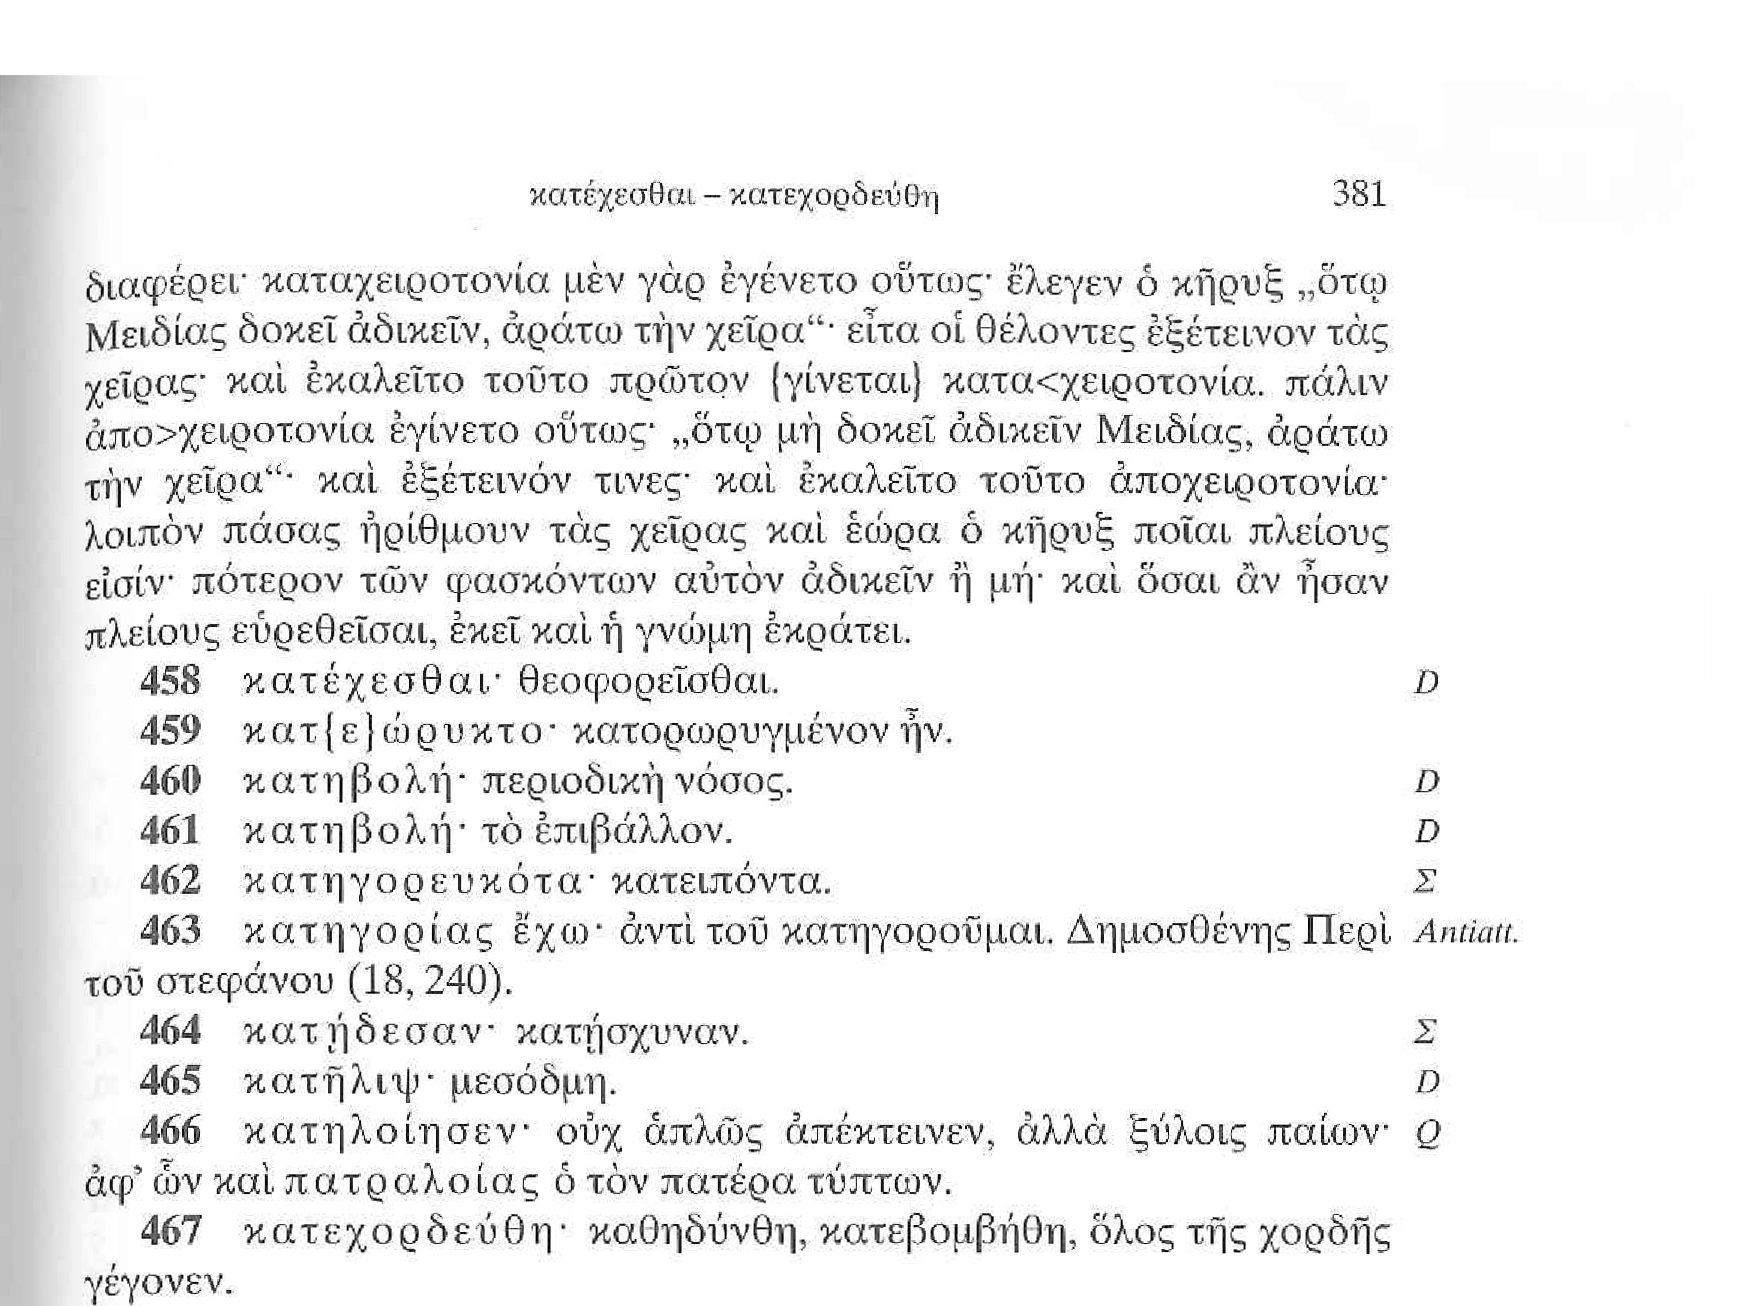 κατέχεσθαι – κατεχορδεύθη 381
διαφέρει· καταχειροτονία μὲν γὰρ ἐγένετο οὕτως· ἔλεγεν ὁ κῆρυξ „ὅτῳ
Μειδίας δοκεῖ ἀδικεῖν, ἀράτω τὴν χεῖρα“· εἶτα οἱ θέλοντες ἐξέτεινον τὰς
χεῖρας· καὶ ἐκαλεῖτο τοῦτο πρῶτον {γίνεται} κατα<χειροτονία. πάλιν
ἀπο>χειροτονία ἐγίνετο οὕτως· „ὅτῳ μὴ δοκεῖ ἀδικεῖν Μειδίας, ἀράτω
τὴν χεῖρα“· καὶ ἐξέτεινόν τινες· καὶ ἐκαλεῖτο τοῦτο ἀποχειροτονία·
λοιπὸν πάσας ἠρίθμουν τὰς χεῖρας καὶ ἑώρα ὁ κῆρυξ ποῖαι πλείους
εἰσίν· πότερον τῶν φασκόντων αὐτὸν ἀδικεῖν ἢ μή· καὶ ὅσαι ἂν ἦσαν
πλείους εὑρεθεῖσαι, ἐκεῖ καὶ ἡ γνώμη ἐκράτει.
458 κατέχεσθαι· θεοφορεῖσθαι. D
459 κατ{ε}ώρυκτο· κατορωρυγμένον ἦν.
460 κατηβολή· περιοδικὴ νόσος. D
461 κατηβολή· τὸ ἐπιβάλλον. D
462 κατηγορευκότα· κατειπόντα. Σ
463 κατηγορίας ἔχω· ἀντὶ τοῦ κατηγοροῦμαι. Δημοσθένης Περὶ Antiatt.
τοῦ στεφάνου (18, 240).
464 κατῄδεσαν· κατῄσχυναν. Σ
465 κατῆλιψ· μεσόδμη. D
466 κατηλοίησεν· οὐχ ἁπλῶς ἀπέκτεινεν, ἀλλὰ ξύλοις παίων· Q
ἀφ’ ὧν καὶ πατραλοίας ὁ τὸν πατέρα τύπτων.
467 κατεχορδεύθη· καθηδύνθη, κατεβομβήθη, ὅλος τῆς χορδῆς
γέγονεν.